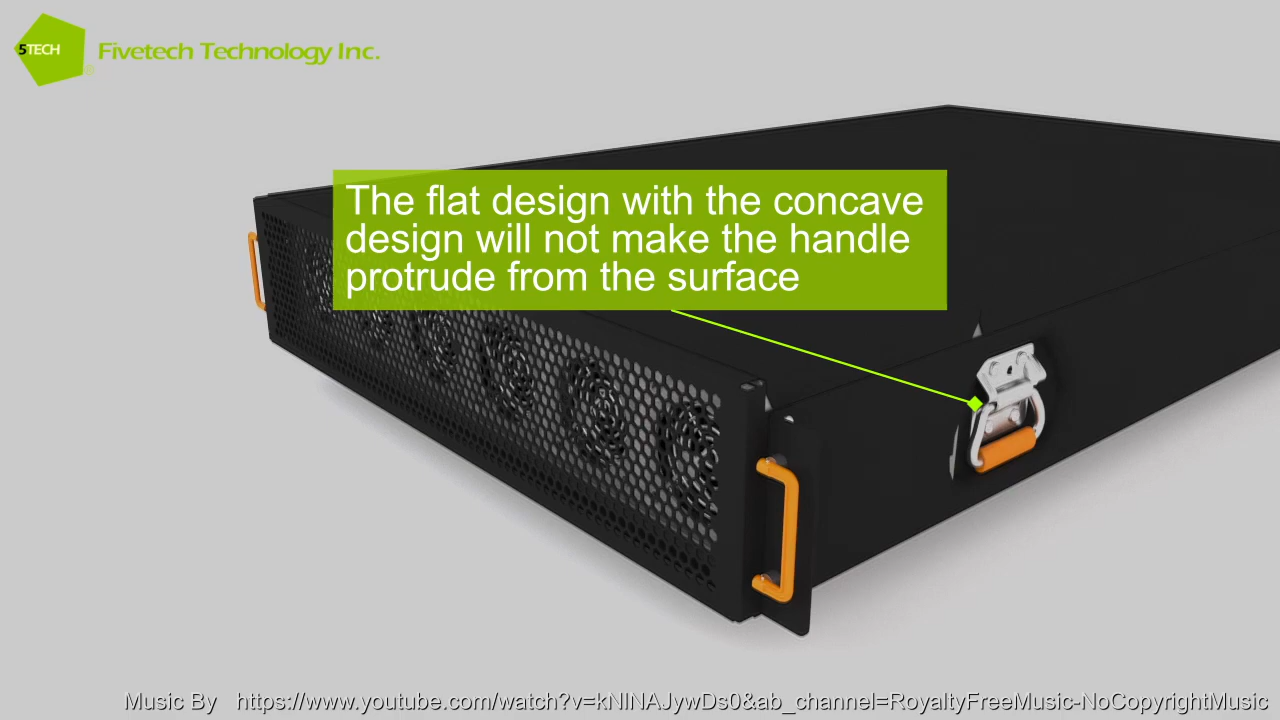 5TECH
®
Fivetech Technology Inc.
The flat design with the concave
design will not make the handle
protrude from the surface
Music By https://www.youtube.com/watch?v=kNlNAJywDs0&ab_channel=RoyaltyFreeMusic-NoCopyrightMusic